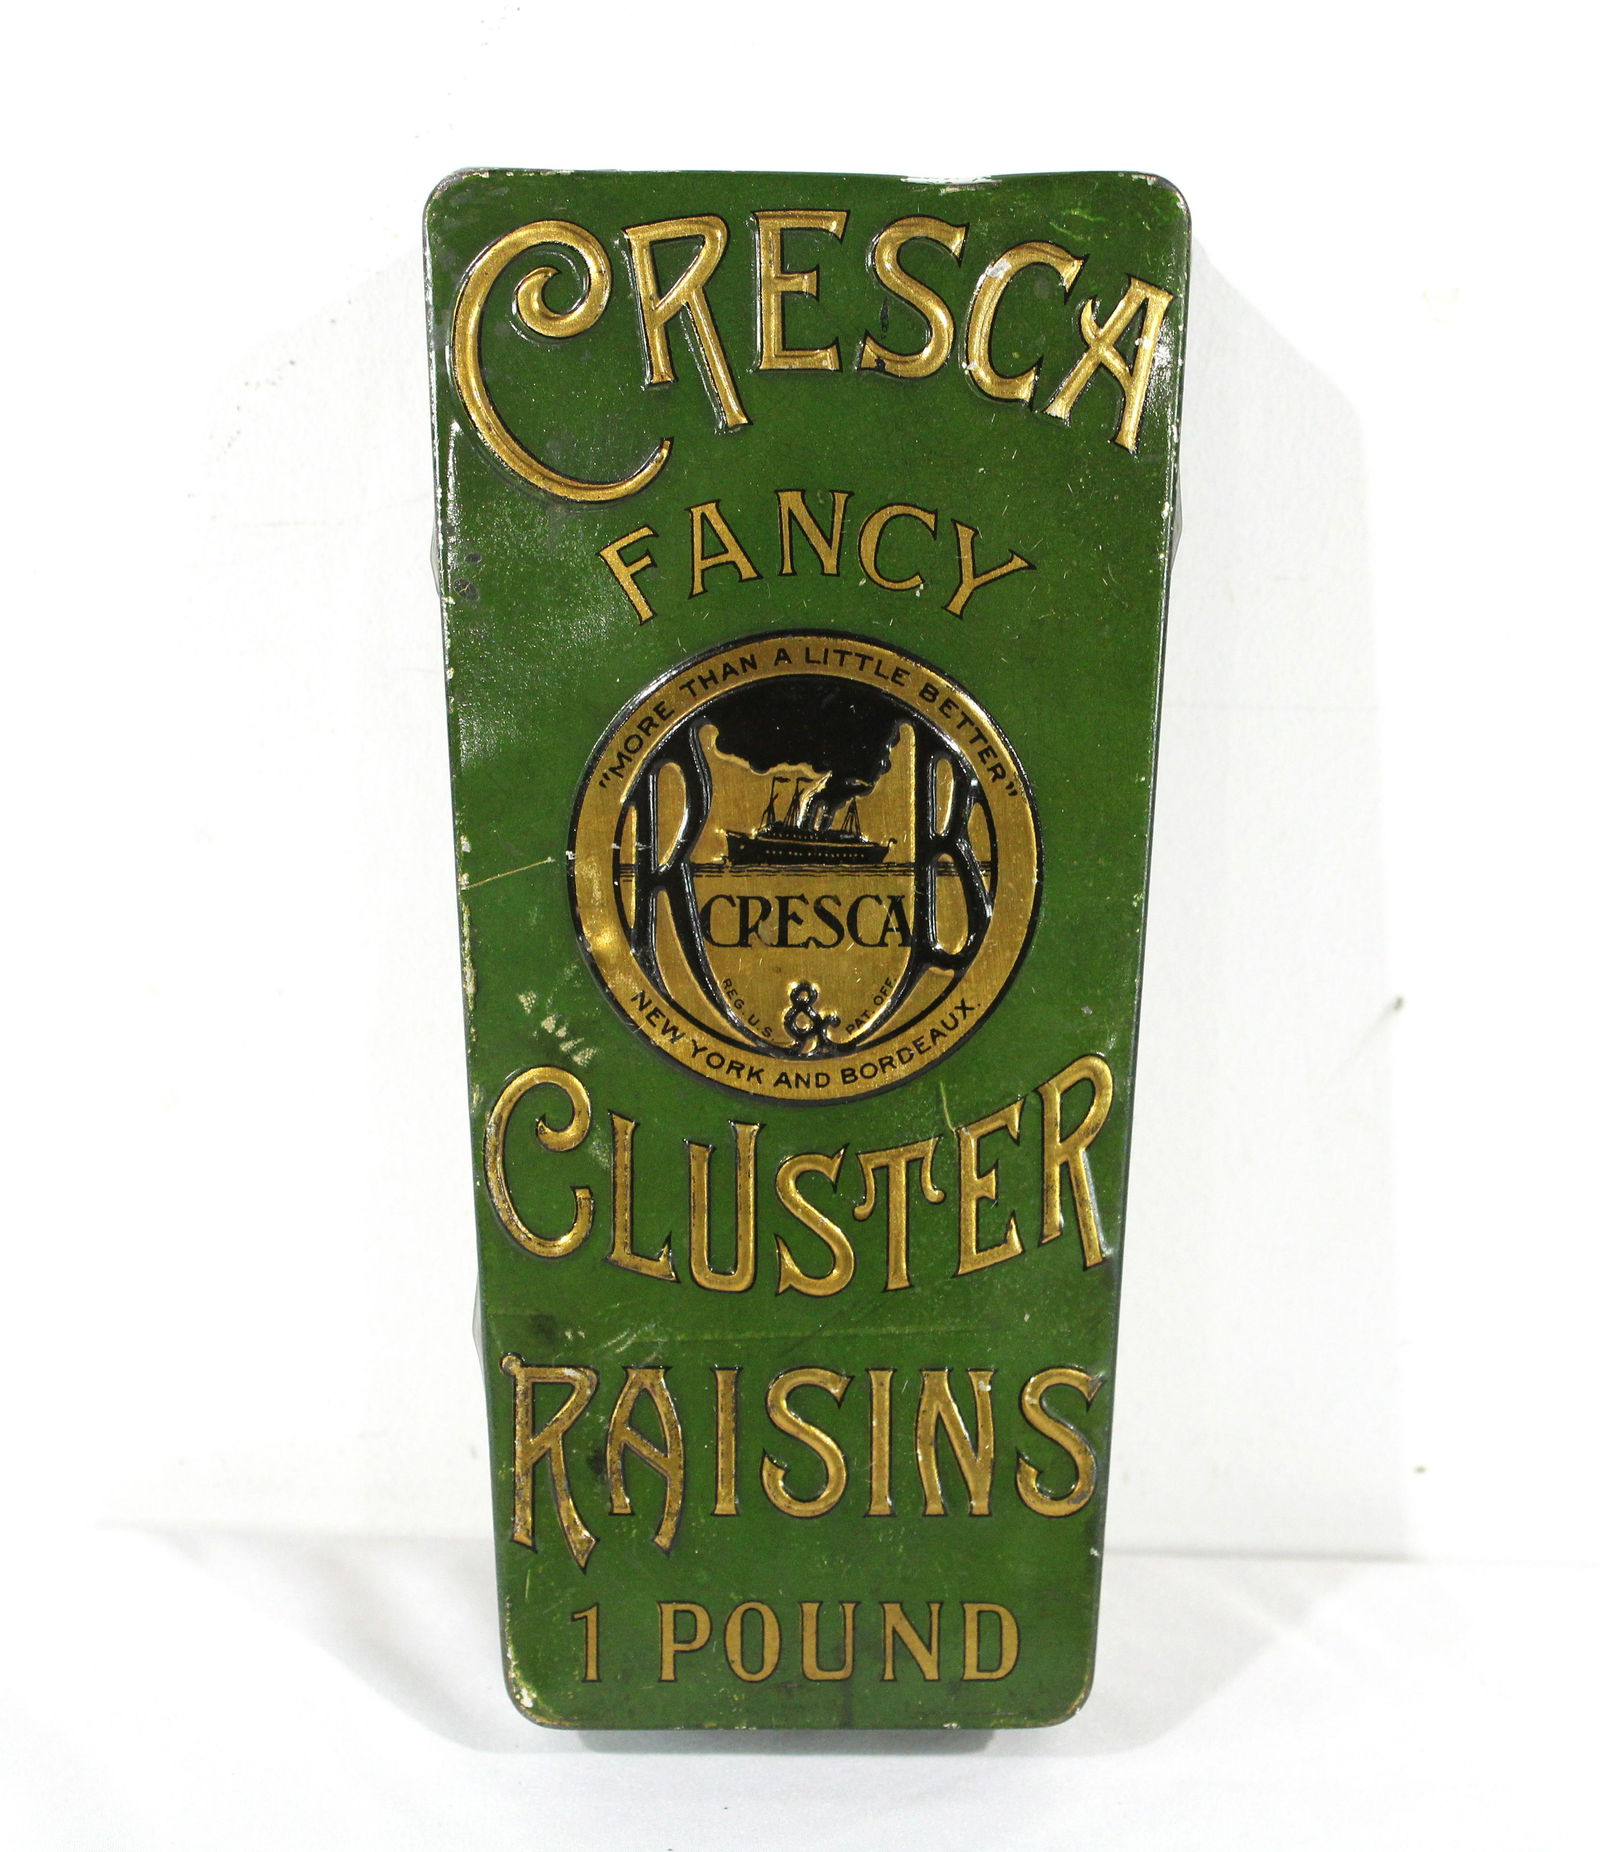 CRESCA
FANCY
"MORE THAN A LITTLE BETTER"
R B
CRESCA
REG. U.S. PAT. OFF.
&
NEW YORK AND BORDEAUX.
CLUSTER
RAISINS
1 POUND